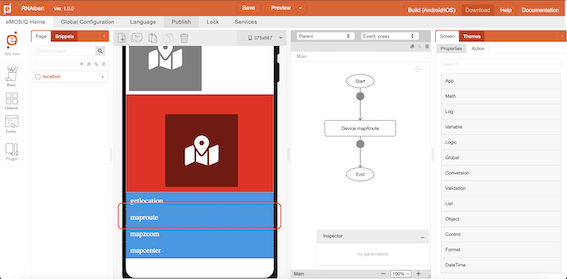 RNAlbert Ver. 1.0.0 Save Preview Build (Android/iOS) Download Help Documentation
eMOBIQ Home Global Configuration Language Publish Lock Services
App Icon
Basic
General
Forms
Plugin
Page Snippets
Search pages
location
375x667
getlocation
maproute
mapzoom
mapcenter
Parent Event: press
Main
Start
Device.mapRoute
End
Inspector
no parameters
Main 100%
Screen Themes
Properties Action
Search
App
Math
Log
Variable
Logic
Global
Conversion
Validation
List
Object
Control
Format
DateTime